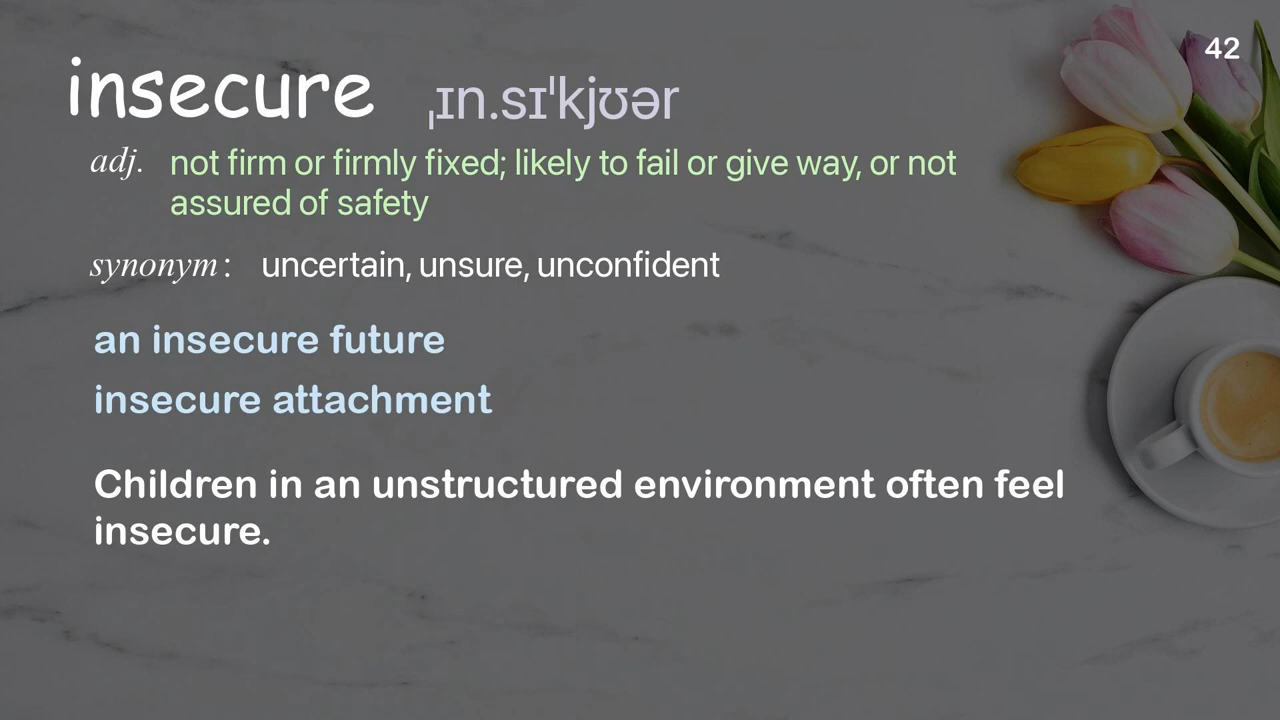 42
insecure ˌɪn.sɪˈkjʊər
adj. not firm or firmly fixed; likely to fail or give way, or not
assured of safety
synonym: uncertain, unsure, unconfident
an insecure future
insecure attachment
Children in an unstructured environment often feel
insecure.